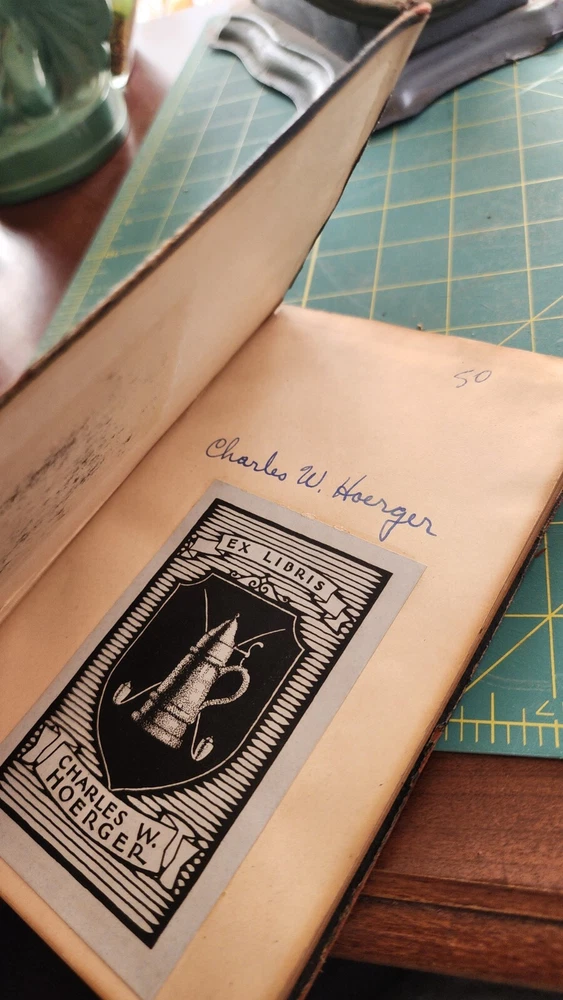 50
Charles W. Hoerger
EX LIBRIS
CHARLES W.
HOERGER